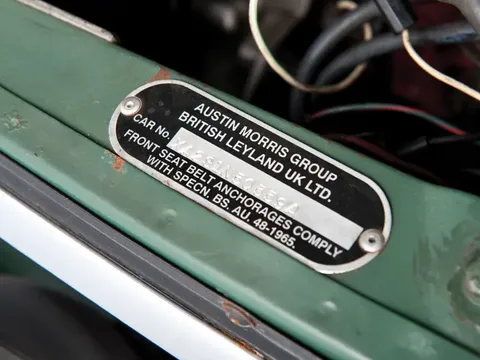 AUSTIN MORRIS GROUP
BRITISH LEYLAND UK LTD.
CAR No
FRONT SEAT BELT ANCHORAGES COMPLY
WITH SPECN. BS. AU. 48-1965.